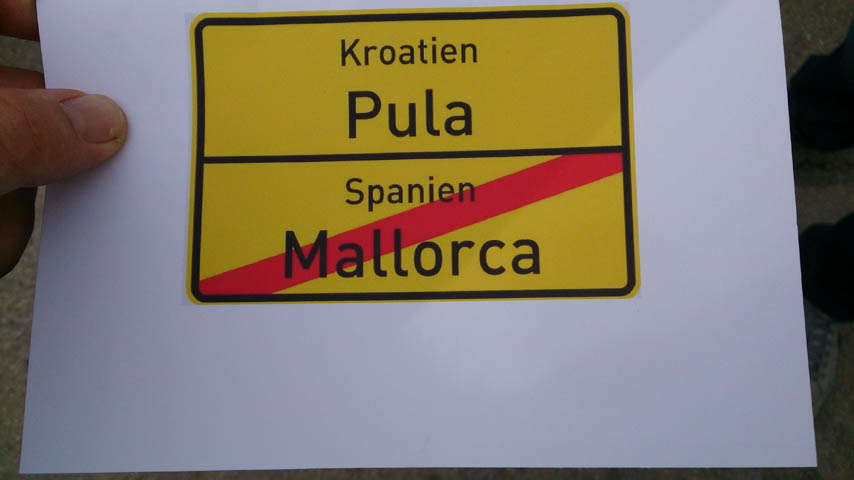 Kroatien
Pula
Spanien
Mallorca